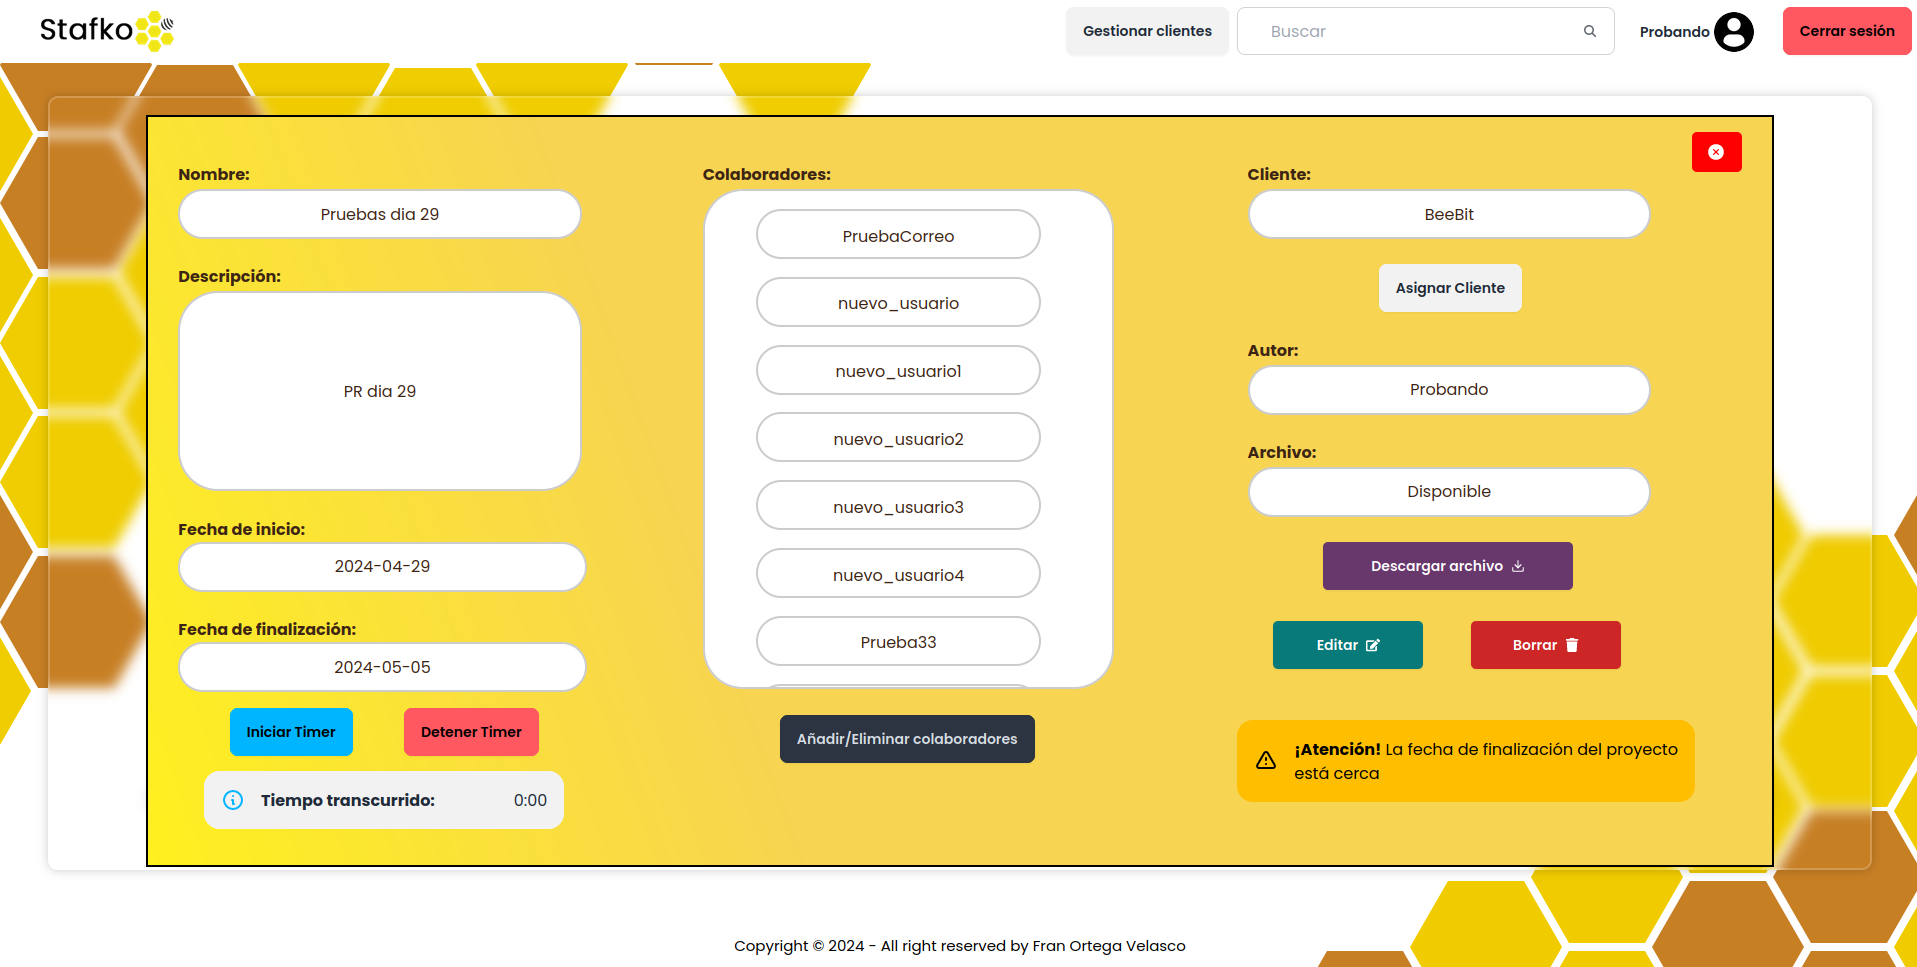 Stafko
Gestionar clientes
Buscar
Probando
Cerrar sesión
Nombre:
Pruebas dia 29
Descripción:
PR dia 29
Fecha de inicio:
2024-04-29
Fecha de finalización:
2024-05-05
Iniciar Timer
Detener Timer
Tiempo transcurrido: 0:00
Colaboradores:
PruebaCorreo
nuevo_usuario
nuevo_usuario1
nuevo_usuario2
nuevo_usuario3
nuevo_usuario4
Prueba33
Añadir/Eliminar colaboradores
Cliente:
BeeBit
Asignar Cliente
Autor:
Probando
Archivo:
Disponible
Descargar archivo
Editar
Borrar
¡Atención! La fecha de finalización del proyecto
está cerca
Copyright © 2024 - All right reserved by Fran Ortega Velasco